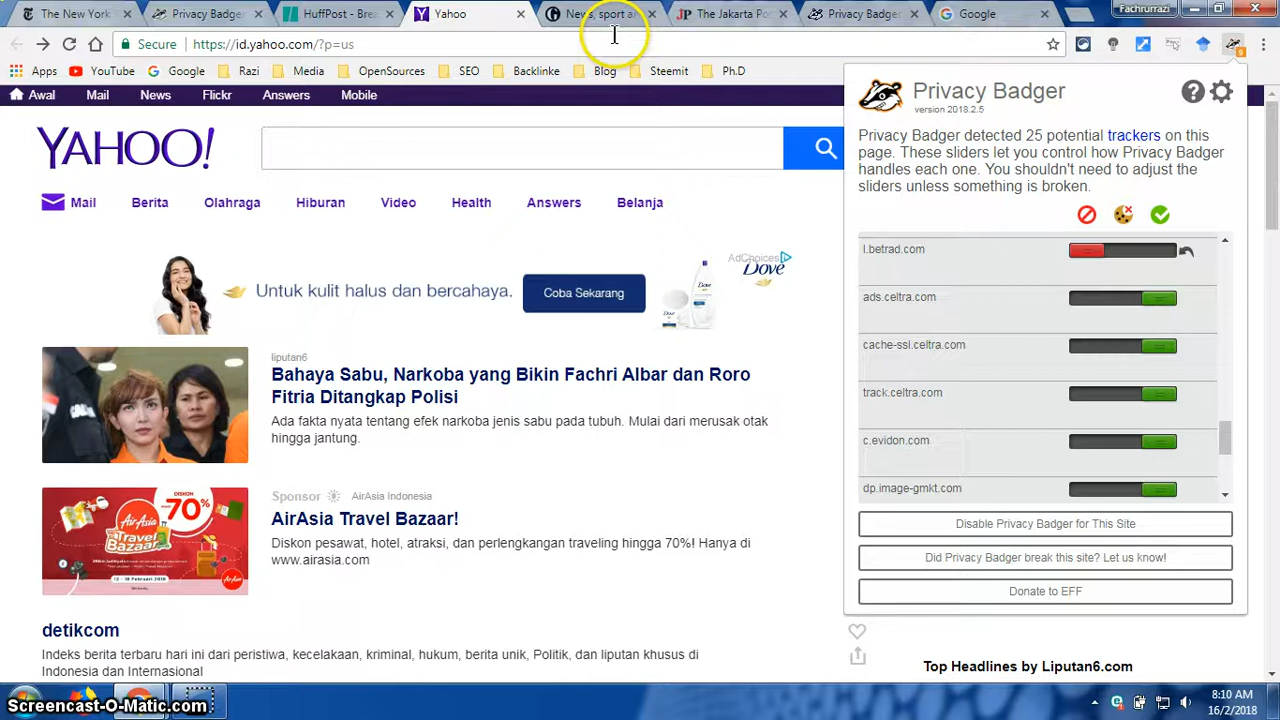 The New York
Privacy Badger
HuffPost - Brea
Yahoo
News, sport an
The Jakarta Po
Privacy Badger
Google
Fachrurrazi
Secure
https://id.yahoo.com/?p=us
9
Apps
YouTube
Google
Razi
Media
OpenSources
SEO
Backlinke
Blog
Steemit
Ph.D
Awal
Mail
News
Flickr
Answers
Mobile
YAHOO!
Mail
Berita
Olahraga
Hiburan
Video
Health
Answers
Belanja
AdChoices
Dove
Untuk kulit halus dan bercahaya.
Coba Sekarang
liputan6
Bahaya Sabu, Narkoba yang Bikin Fachri Albar dan Roro
Fitria Ditangkap Polisi
Ada fakta nyata tentang efek narkoba jenis sabu pada tubuh. Mulai dari merusak otak
hingga jantung.
DISKON
70%
AirAsia
Travel
Bazaar!
12 - 18 Februari 2018
Sponsor
AirAsia Indonesia
AirAsia Travel Bazaar!
Diskon pesawat, hotel, atraksi, dan perlengkangan traveling hingga 70%! Hanya di
www.airasia.com
detikcom
Indeks berita terbaru hari ini dari peristiwa, kecelakaan, kriminal, hukum, berita unik, Politik, dan liputan khusus di
Indonesia dan Internasional
Privacy Badger
version 2018.2.5
Privacy Badger detected 25 potential trackers on this
page. These sliders let you control how Privacy Badger
handles each one. You shouldn't need to adjust the
sliders unless something is broken.
l.betrad.com
ads.celtra.com
cache-ssl.celtra.com
track.celtra.com
c.evidon.com
dp.image-gmkt.com
Disable Privacy Badger for This Site
Did Privacy Badger break this site? Let us know!
Donate to EFF
Top Headlines by Liputan6.com
Screencast-O-Matic.com
8:10 AM
16/2/2018